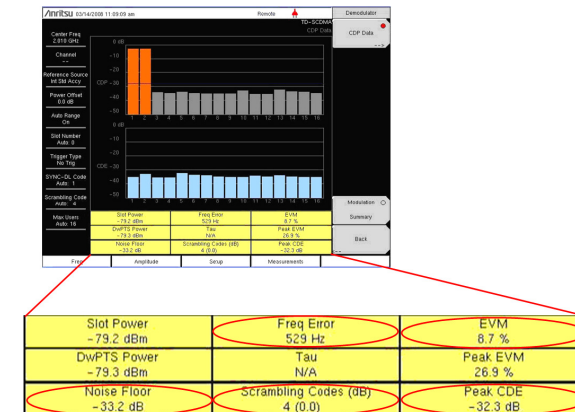 Anritsu 03/14/2008 11:09:09 am
Remote
Demodulator
TD-SCDMA
CDP Data
CDP Data
-->
Center Freq
2.010 GHz
Channel
--
Reference Source
Int Std Accy
Power Offset
0.0 dB
Auto Range
On
Slot Number
Auto: 0
Trigger Type
No Trig
SYNC-DL Code
Auto: 1
Scrambling Code
Auto: 4
Max Users
Auto: 16
0 dB
-10
-20
CDP -30
-40
-50
1 2 3 4 5 6 7 8 9 10 11 12 13 14 15 16
0 dB
-10
-20
CDE -30
-40
-50
1 2 3 4 5 6 7 8 9 10 11 12 13 14 15 16
Modulation
Summary
Back
Slot Power
-79.2 dBm
Freq Error
529 Hz
EVM
8.7 %
DwPTS Power
-79.3 dBm
Tau
N/A
Peak EVM
26.9 %
Noise Floor
-33.2 dB
Scrambling Codes (dB)
4 (0.0)
Peak CDE
-32.3 dB
Freq
Amplitude
Setup
Measurements
Slot Power
-79.2 dBm
Freq Error
529 Hz
EVM
8.7 %
DwPTS Power
-79.3 dBm
Tau
N/A
Peak EVM
26.9 %
Noise Floor
-33.2 dB
Scrambling Codes (dB)
4 (0.0)
Peak CDE
-32.3 dB